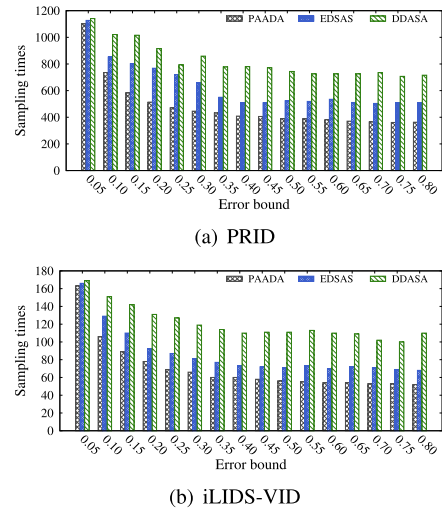 PAADA EDSAS DDASA
Sampling times
1200
1000
800
600
400
200
0
0.05 0.10 0.15 0.20 0.25 0.30 0.35 0.40 0.45 0.50 0.55 0.60 0.65 0.70 0.75 0.80
Error bound
(a) PRID
PAADA EDSAS DDASA
Sampling times
180
160
140
120
100
80
60
40
20
0
0.05 0.10 0.15 0.20 0.25 0.30 0.35 0.40 0.45 0.50 0.55 0.60 0.65 0.70 0.75 0.80
Error bound
(b) iLIDS-VID